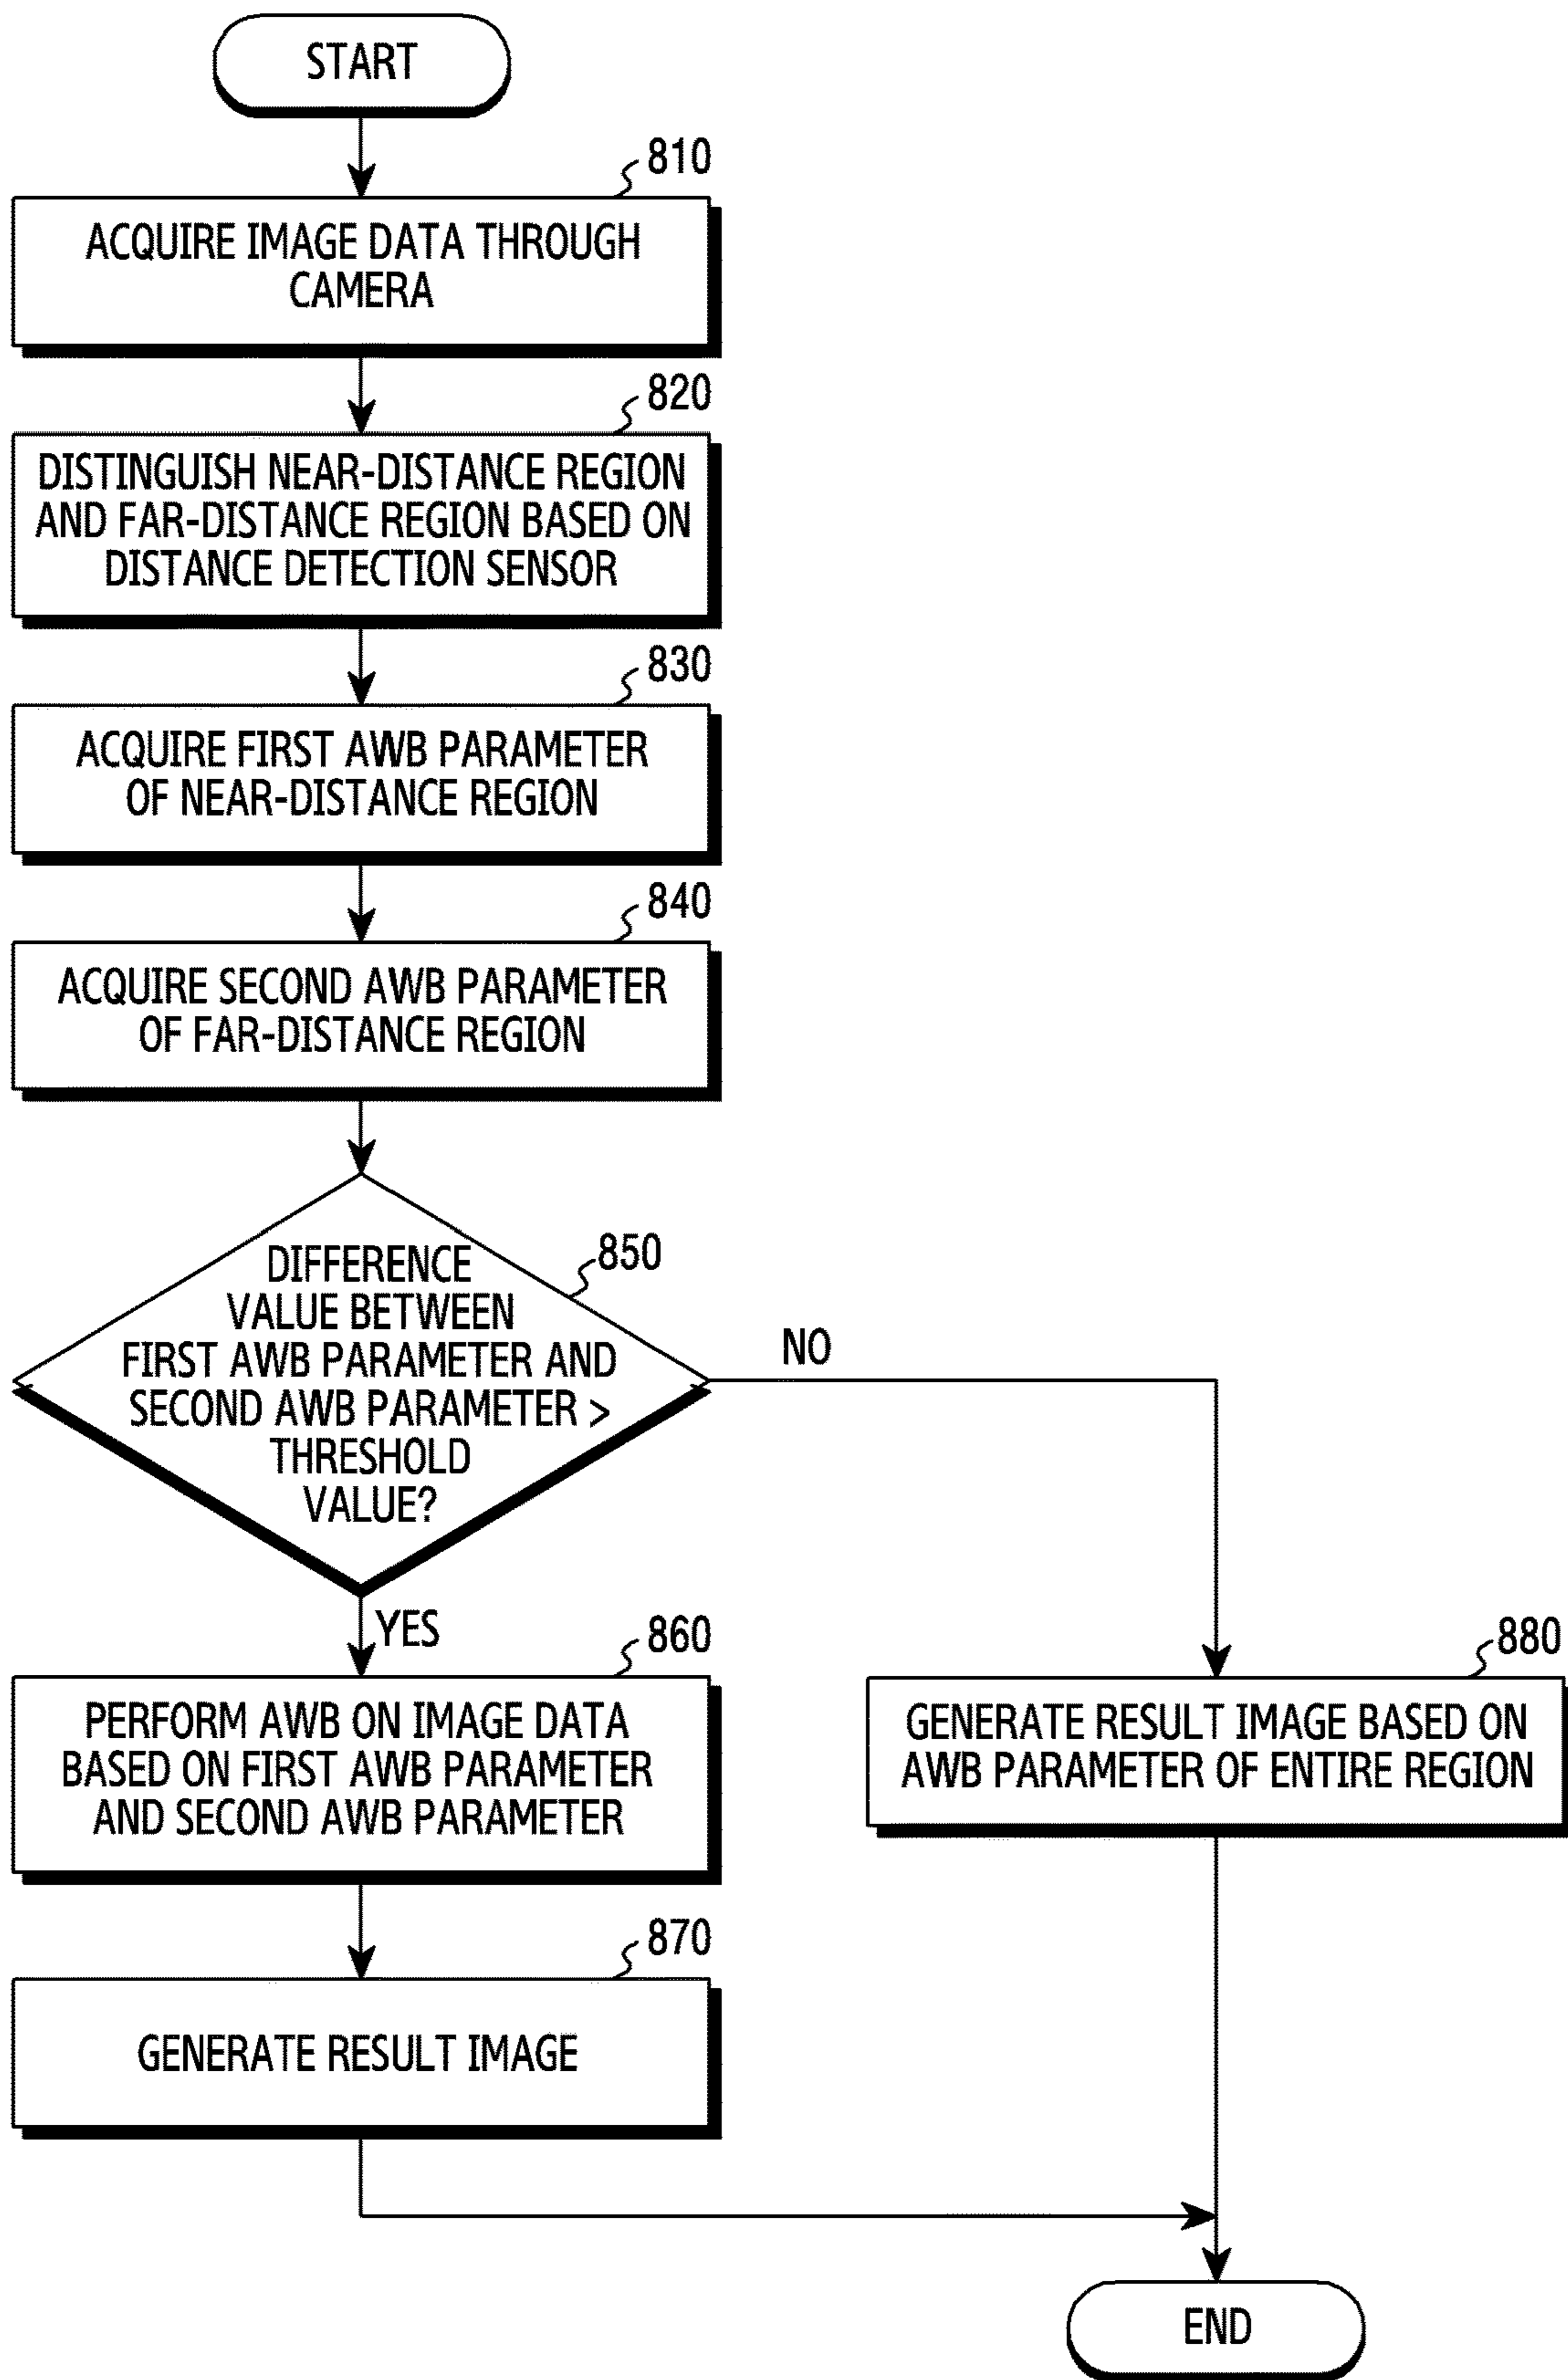 START
810
ACQUIRE IMAGE DATA THROUGH
CAMERA
820
DISTINGUISH NEAR-DISTANCE REGION
AND FAR-DISTANCE REGION BASED ON
DISTANCE DETECTION SENSOR
830
ACQUIRE FIRST AWB PARAMETER
OF NEAR-DISTANCE REGION
840
ACQUIRE SECOND AWB PARAMETER
OF FAR-DISTANCE REGION
850
DIFFERENCE
VALUE BETWEEN
FIRST AWB PARAMETER AND
SECOND AWB PARAMETER >
THRESHOLD
VALUE?
NO
YES
860
PERFORM AWB ON IMAGE DATA
BASED ON FIRST AWB PARAMETER
AND SECOND AWB PARAMETER
880
GENERATE RESULT IMAGE BASED ON
AWB PARAMETER OF ENTIRE REGION
870
GENERATE RESULT IMAGE
END